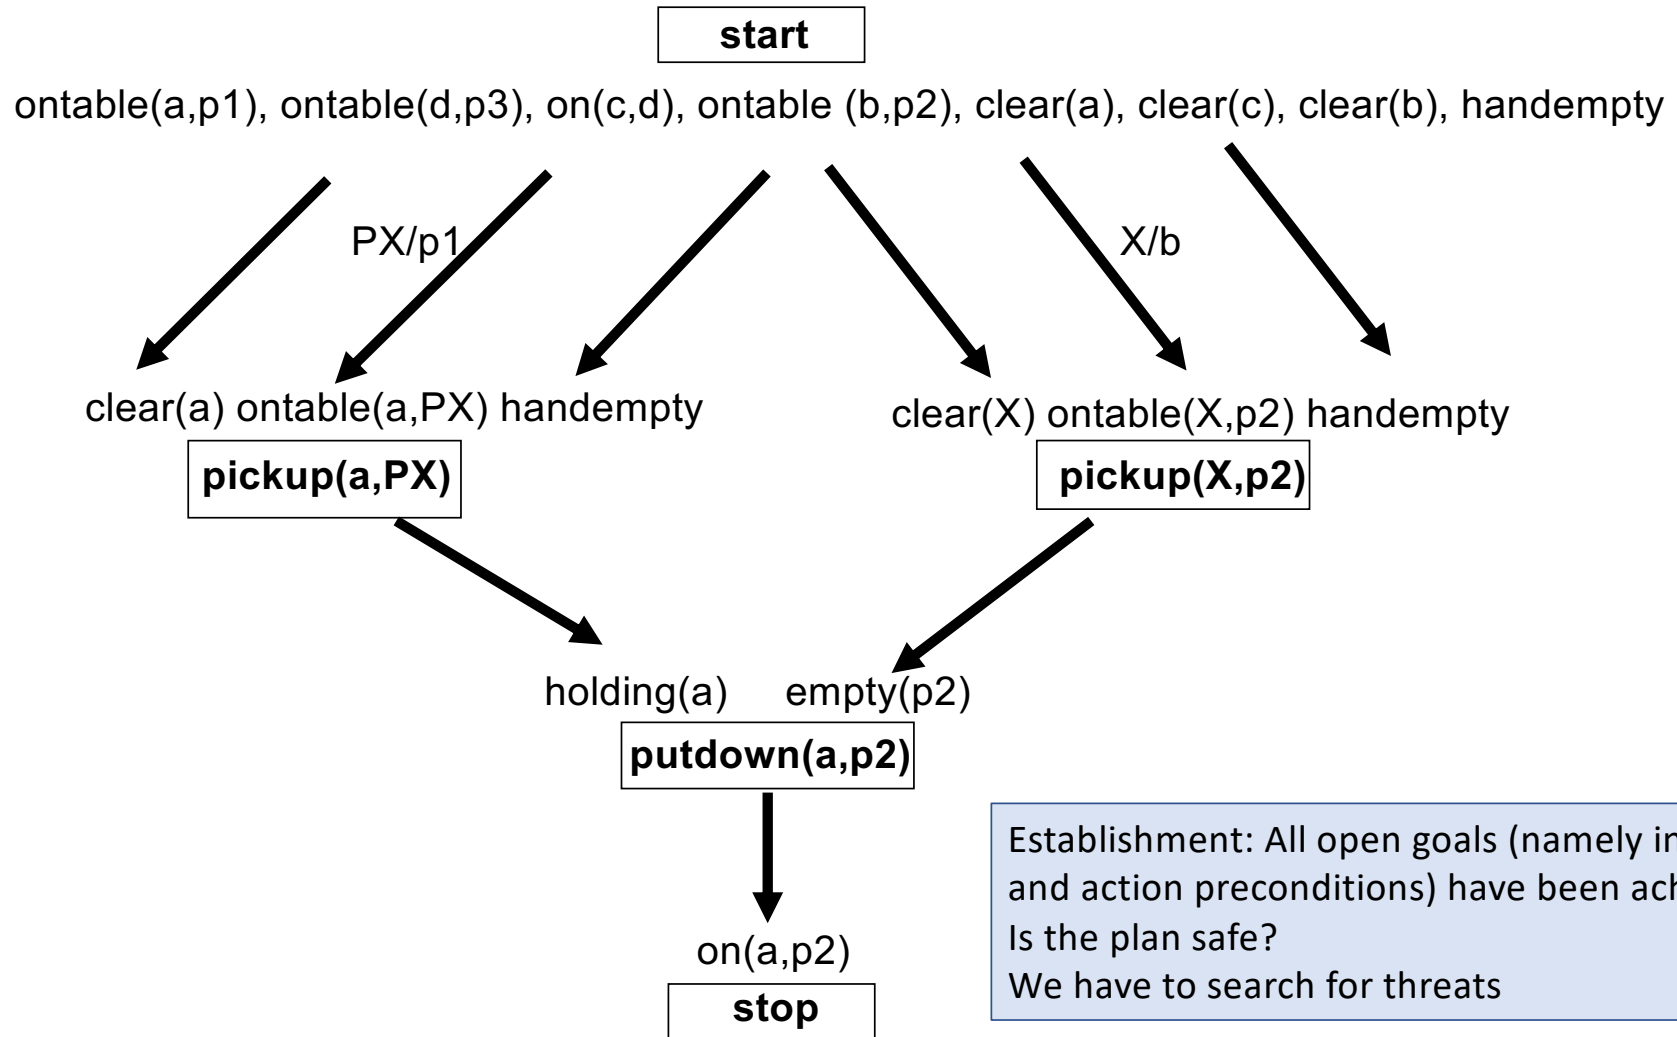 start
ontable(a,p1), ontable(d,p3), on(c,d), ontable (b,p2), clear(a), clear(c), clear(b), handempty
PX/p1
X/b
clear(a) ontable(a,PX) handempty
clear(X) ontable(X,p2) handempty
pickup(a,PX)
pickup(X,p2)
holding(a) empty(p2)
putdown(a,p2)
on(a,p2)
stop
Establishment: All open goals (namely
and action preconditions) have been
Is the plan safe?
We have to search for threats